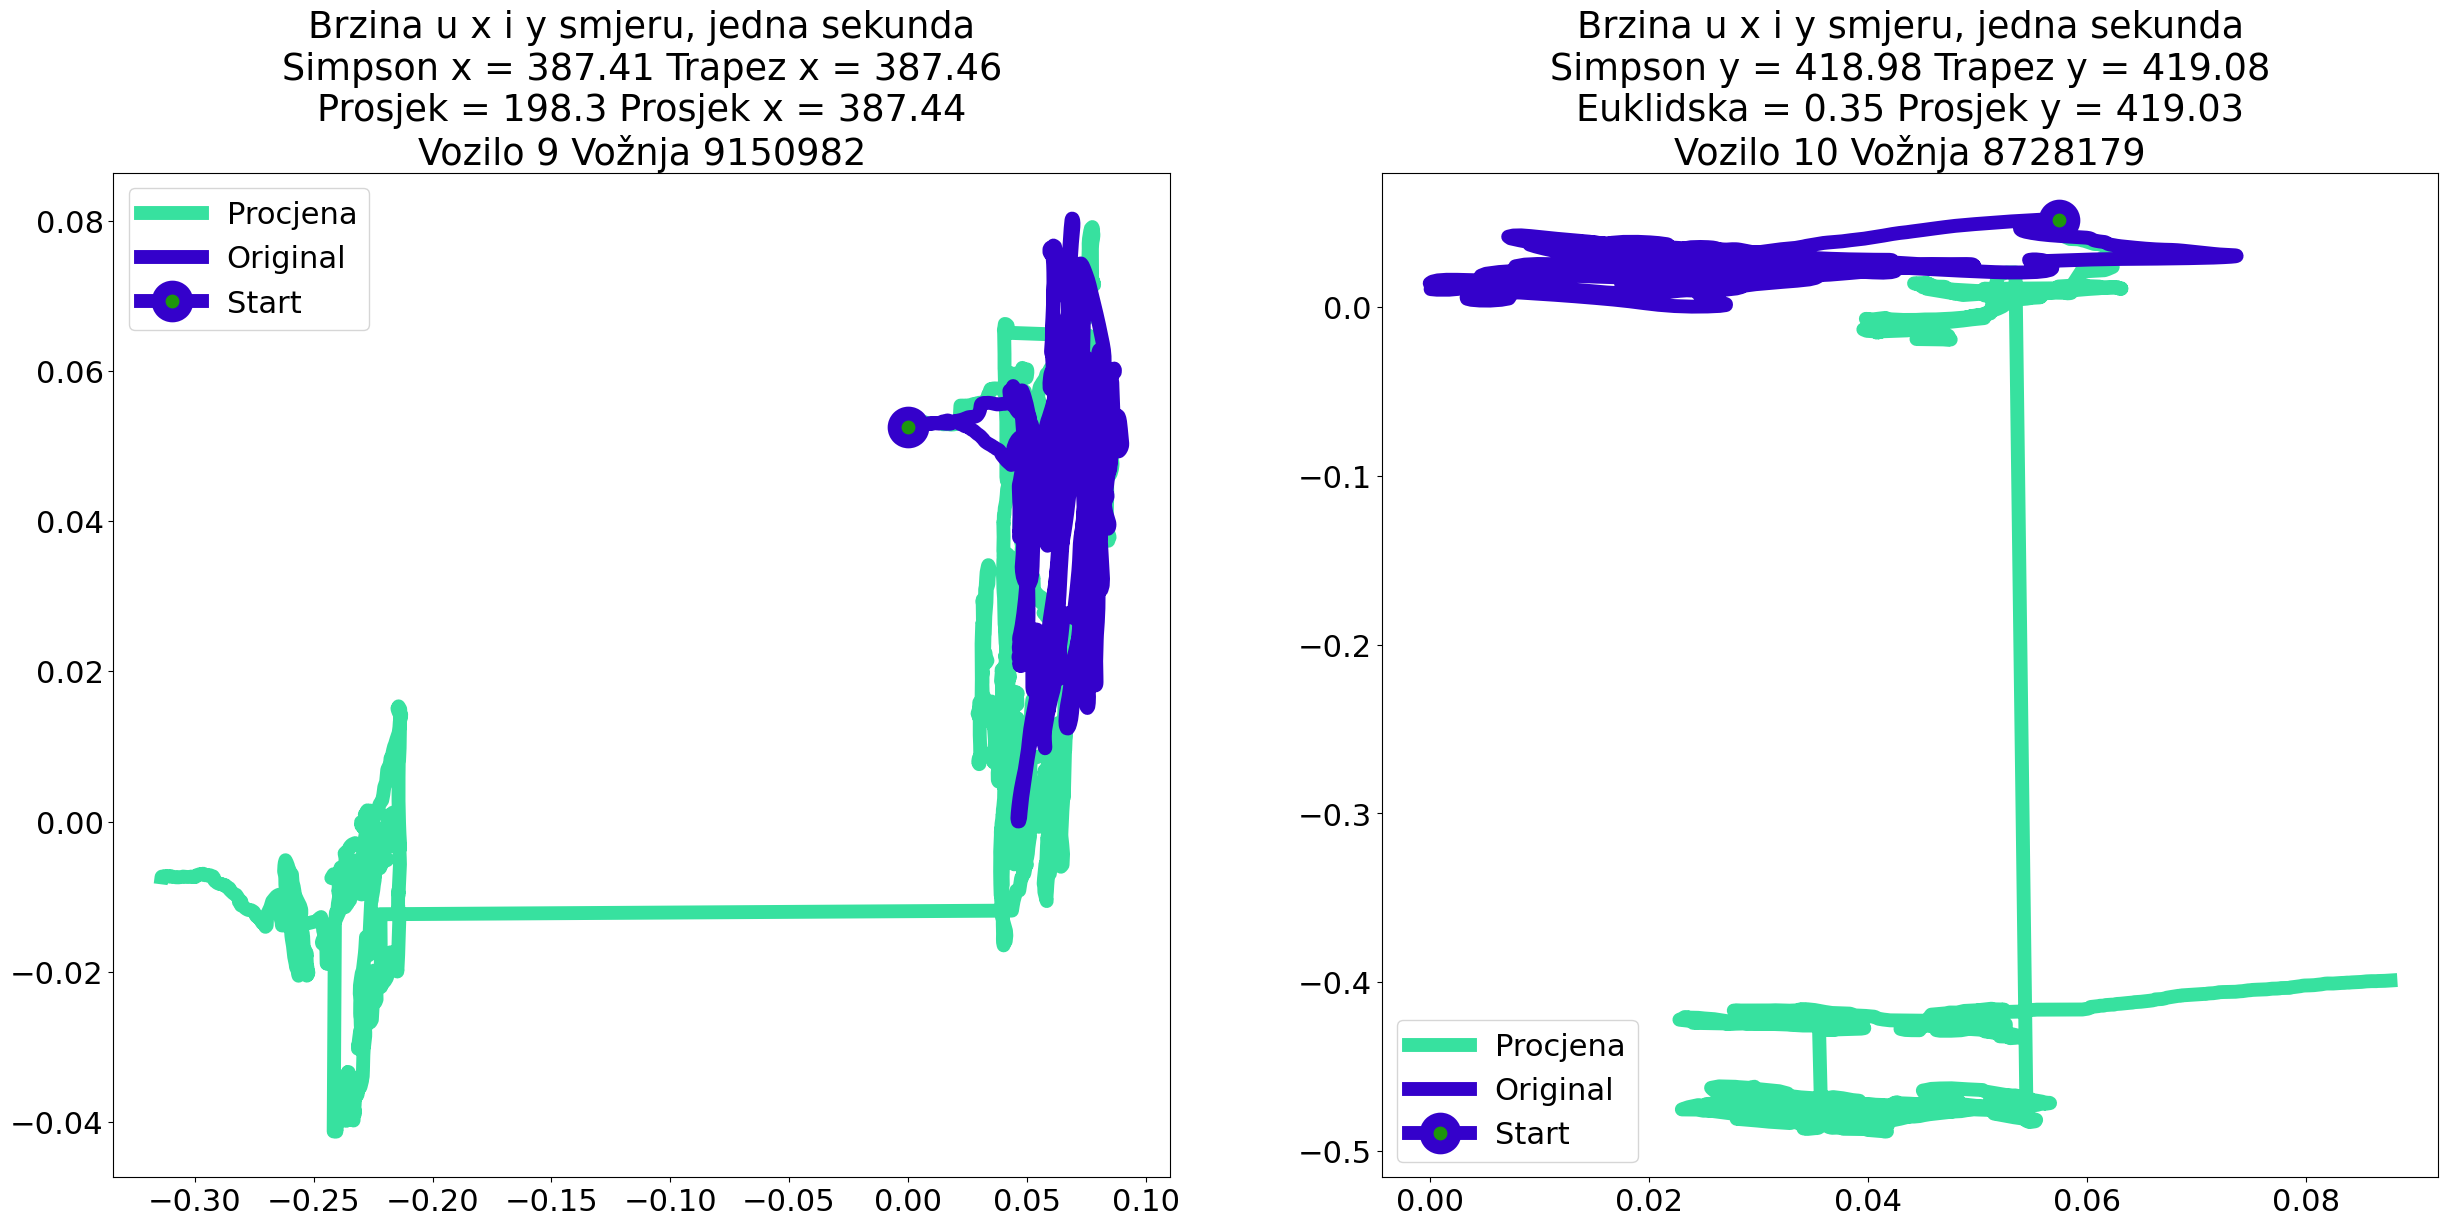 Brzina u x i y smjeru, jedna sekunda
Simpson x = 387.41 Trapez x = 387.46
Prosjek = 198.3 Prosjek x = 387.44
Vozilo 9 Vožnja 9150982
Procjena
Original
Start
0.08
0.06
0.04
0.02
0.00
−0.02
−0.04
−0.30 −0.25 −0.20 −0.15 −0.10 −0.05 0.00 0.05 0.10
Brzina u x i y smjeru, jedna sekunda
Simpson y = 418.98 Trapez y = 419.08
Euklidska = 0.35 Prosjek y = 419.03
Vozilo 10 Vožnja 8728179
0.0
−0.1
−0.2
−0.3
−0.4
−0.5
Procjena
Original
Start
0.00 0.02 0.04 0.06 0.08